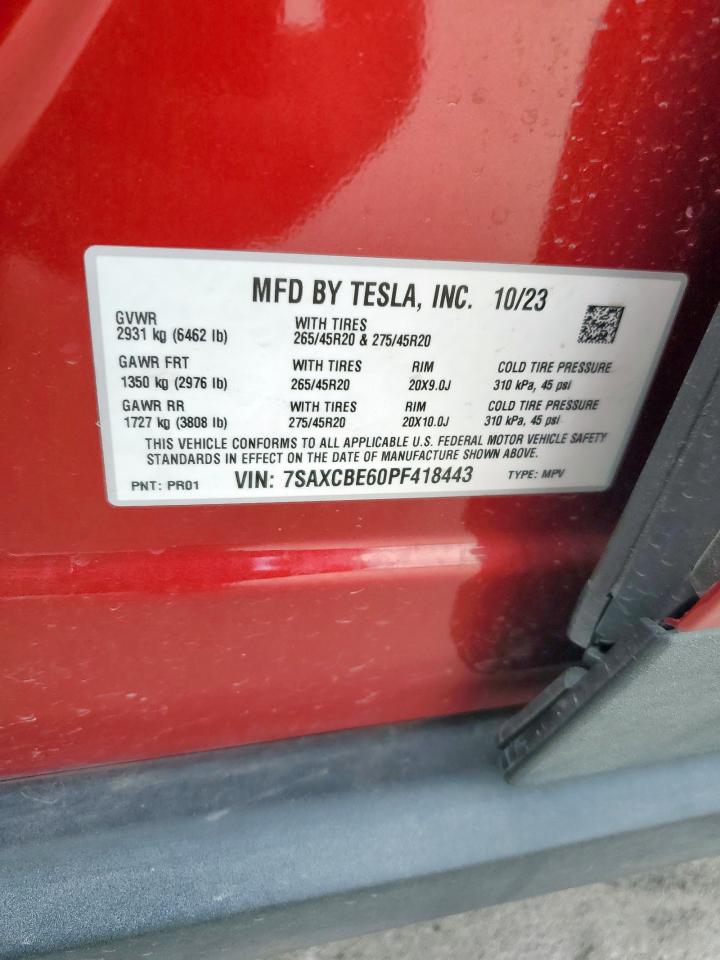 MFD BY TESLA, INC. 10/23
GVWR
2931 kg (6462 lb)
WITH TIRES
265/45R20 & 275/45R20
GAWR FRT WITH TIRES RIM COLD TIRE PRESSURE
1350 kg (2976 lb) 265/45R20 20X9.0J 310 kPa, 45 psi
GAWR RR WITH TIRES RIM COLD TIRE PRESSURE
1727 kg (3808 lb) 275/45R20 20X10.0J 310 kPa, 45 psi
THIS VEHICLE CONFORMS TO ALL APPLICABLE U.S. FEDERAL MOTOR VEHICLE SAFETY
STANDARDS IN EFFECT ON THE DATE OF MANUFACTURE SHOWN ABOVE.
PNT: PR01 VIN: 7SAXCBE60PF418443 TYPE: MPV